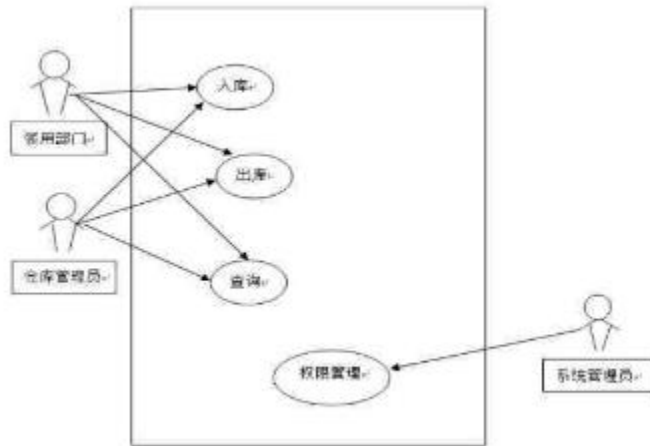 入库
领用部门
出库
仓库管理员
查询
权限管理
系统管理员